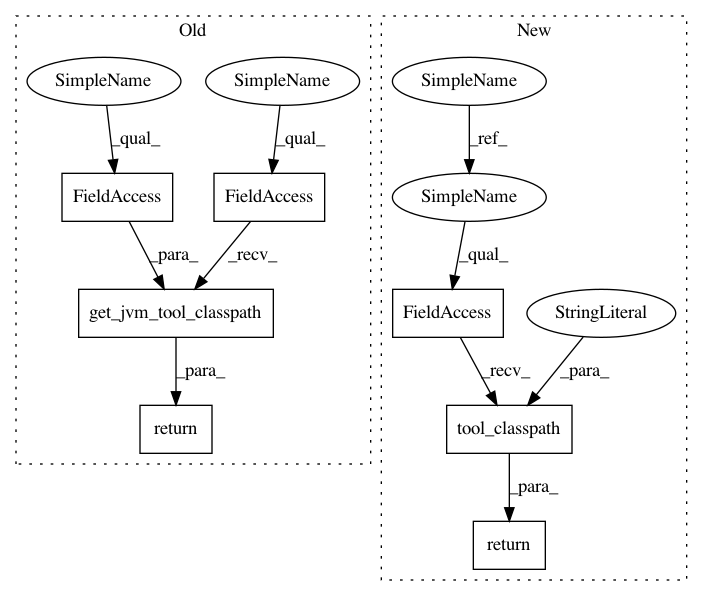 Old
New
SimpleName
SimpleName
SimpleName
_qual_
_qual_
_ref_
FieldAccess
FieldAccess
SimpleName
_para_
_recv_
_qual_
get_jvm_tool_classpath
FieldAccess
StringLiteral
_para_
_recv_
_para_
return
tool_classpath
_para_
return